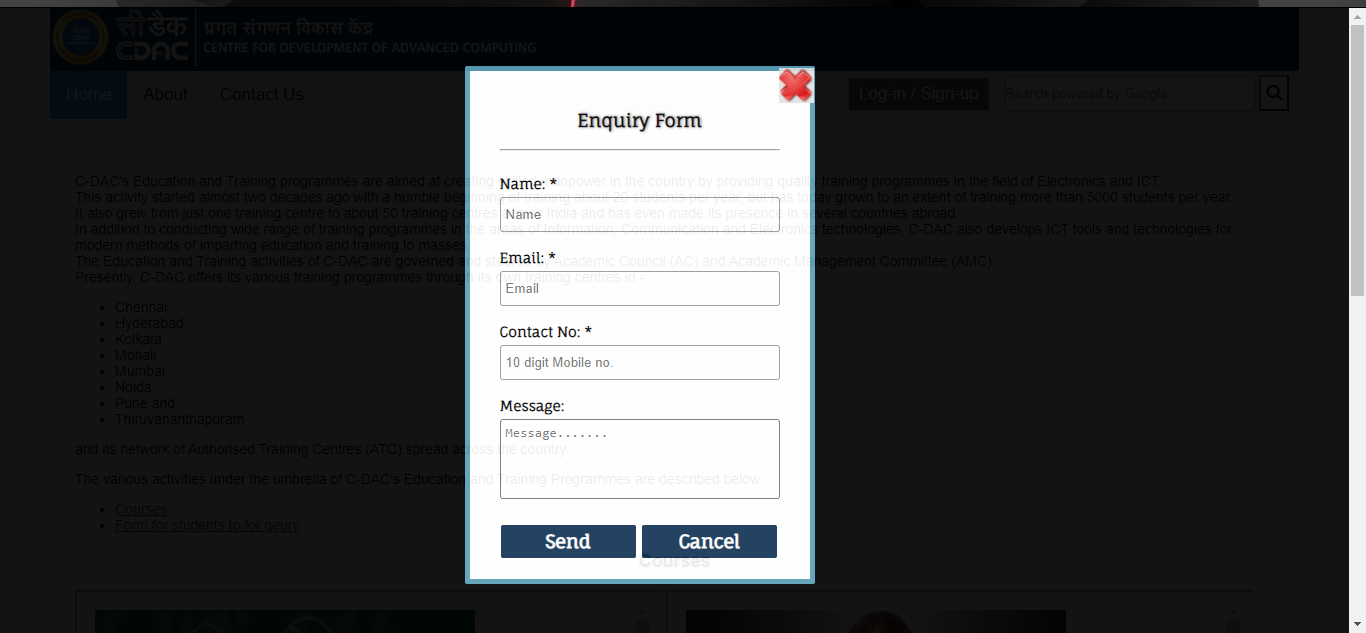 सी डैक
CDAC
प्रगत संगणन विकास केंद्र
CENTRE FOR DEVELOPMENT OF ADVANCED COMPUTING
Home
About
Contact Us
Log-in / Sign-up
Search powered by Google
Enquiry Form
Name: *
Name
Email: *
Email
Contact No: *
10 digit Mobile no.
Message:
Message.......
Send
Cancel
C-DAC's Education and Training programmes are aimed at creating manpower in the country by providing quality training programmes in the field of Electronics and ICT.
This activity started almost two decades ago with a humble beginning of training about 20 students per year, but has today grown to an extent of training more than 5000 students per year.
It also grew from just one training centre to about 50 training centres India and has even made its presence in several countries abroad.
In addition to conducting wide range of training programmes in the areas of Information, Communication and Electronics technologies, C-DAC also develops ICT tools and technologies for
modern methods of imparting education and training to masses.
The Education and Training activities of C-DAC are governed and Academic Council (AC) and Academic Management Committee (AMC).
Presently, C-DAC offers its various training programmes through its own training centres in -
Chennai
Hyderabad
Kolkata
Mohali
Mumbai
Noida
Pune and
Thiruvananthapuram
and its network of Authorised Training Centres (ATC) spread across the country.
The various activities under the umbrella of C-DAC's Education and Training Programmes are described below
Courses
Form for students to for qeury
Courses